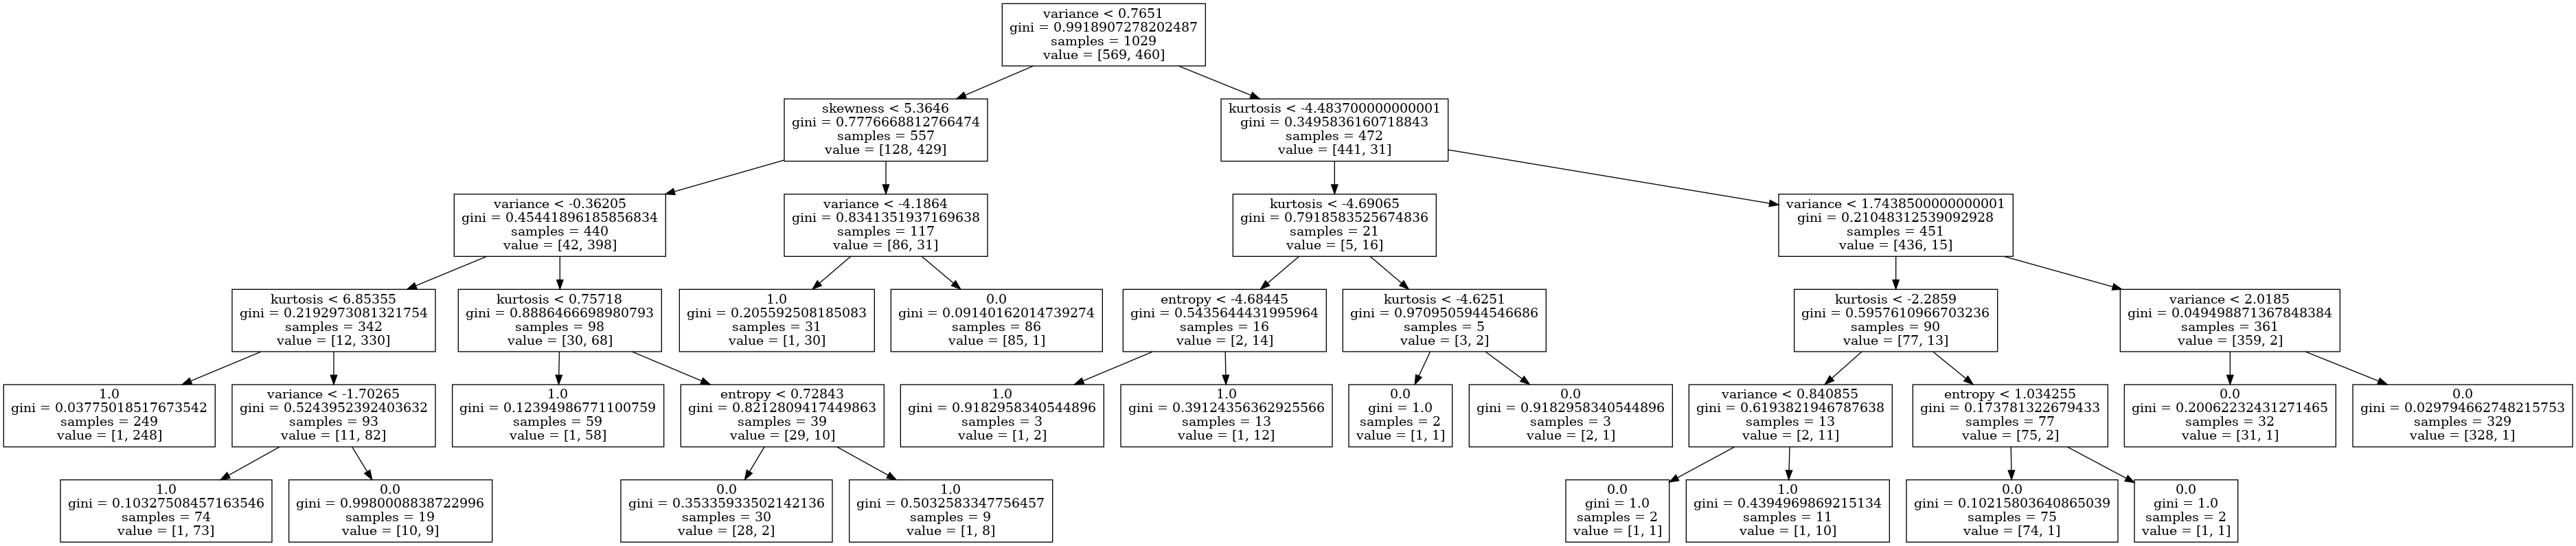 variance < 0.7651
gini = 0.9918907278202487
samples = 1029
value = [569, 460]
skewness < 5.3646
gini = 0.7776668812766474
samples = 557
value = [128, 429]
kurtosis < -4.483700000000001
gini = 0.3495836160718843
samples = 472
value = [441, 31]
variance < -0.36205
gini = 0.45441896185856834
samples = 440
value = [42, 398]
variance < -4.1864
gini = 0.8341351937169638
samples = 117
value = [86, 31]
kurtosis < -4.69065
gini = 0.7918583525674836
samples = 21
value = [5, 16]
variance < 1.7438500000000001
gini = 0.21048312539092928
samples = 451
value = [436, 15]
kurtosis < 6.85355
gini = 0.2192973081321754
samples = 342
value = [12, 330]
kurtosis < 0.75718
gini = 0.8886466698980793
samples = 98
value = [30, 68]
1.0
gini = 0.205592508185083
samples = 31
value = [1, 30]
0.0
gini = 0.09140162014739274
samples = 86
value = [85, 1]
entropy < -4.68445
gini = 0.5435644431995964
samples = 16
value = [2, 14]
kurtosis < -4.6251
gini = 0.9709505944546686
samples = 5
value = [3, 2]
kurtosis < -2.2859
gini = 0.5957610966703236
samples = 90
value = [77, 13]
variance < 2.0185
gini = 0.049498871367848384
samples = 361
value = [359, 2]
1.0
gini = 0.03775018517673542
samples = 249
value = [1, 248]
variance < -1.70265
gini = 0.5243952392403632
samples = 93
value = [11, 82]
1.0
gini = 0.12394986771100759
samples = 59
value = [1, 58]
entropy < 0.72843
gini = 0.8212809417449863
samples = 39
value = [29, 10]
1.0
gini = 0.9182958340544896
samples = 3
value = [1, 2]
1.0
gini = 0.39124356362925566
samples = 13
value = [1, 12]
0.0
gini = 1.0
samples = 2
value = [1, 1]
0.0
gini = 0.9182958340544896
samples = 3
value = [2, 1]
variance < 0.840855
gini = 0.6193821946787638
samples = 13
value = [2, 11]
entropy < 1.034255
gini = 0.173781322679433
samples = 77
value = [75, 2]
0.0
gini = 0.20062232431271465
samples = 32
value = [31, 1]
0.0
gini = 0.029794662748215753
samples = 329
value = [328, 1]
1.0
gini = 0.10327508457163546
samples = 74
value = [1, 73]
0.0
gini = 0.9980008838722996
samples = 19
value = [10, 9]
0.0
gini = 0.35335933502142136
samples = 30
value = [28, 2]
1.0
gini = 0.5032583347756457
samples = 9
value = [1, 8]
0.0
gini = 1.0
samples = 2
value = [1, 1]
1.0
gini = 0.4394969869215134
samples = 11
value = [1, 10]
0.0
gini = 0.10215803640865039
samples = 75
value = [74, 1]
0.0
gini = 1.0
samples = 2
value = [1, 1]